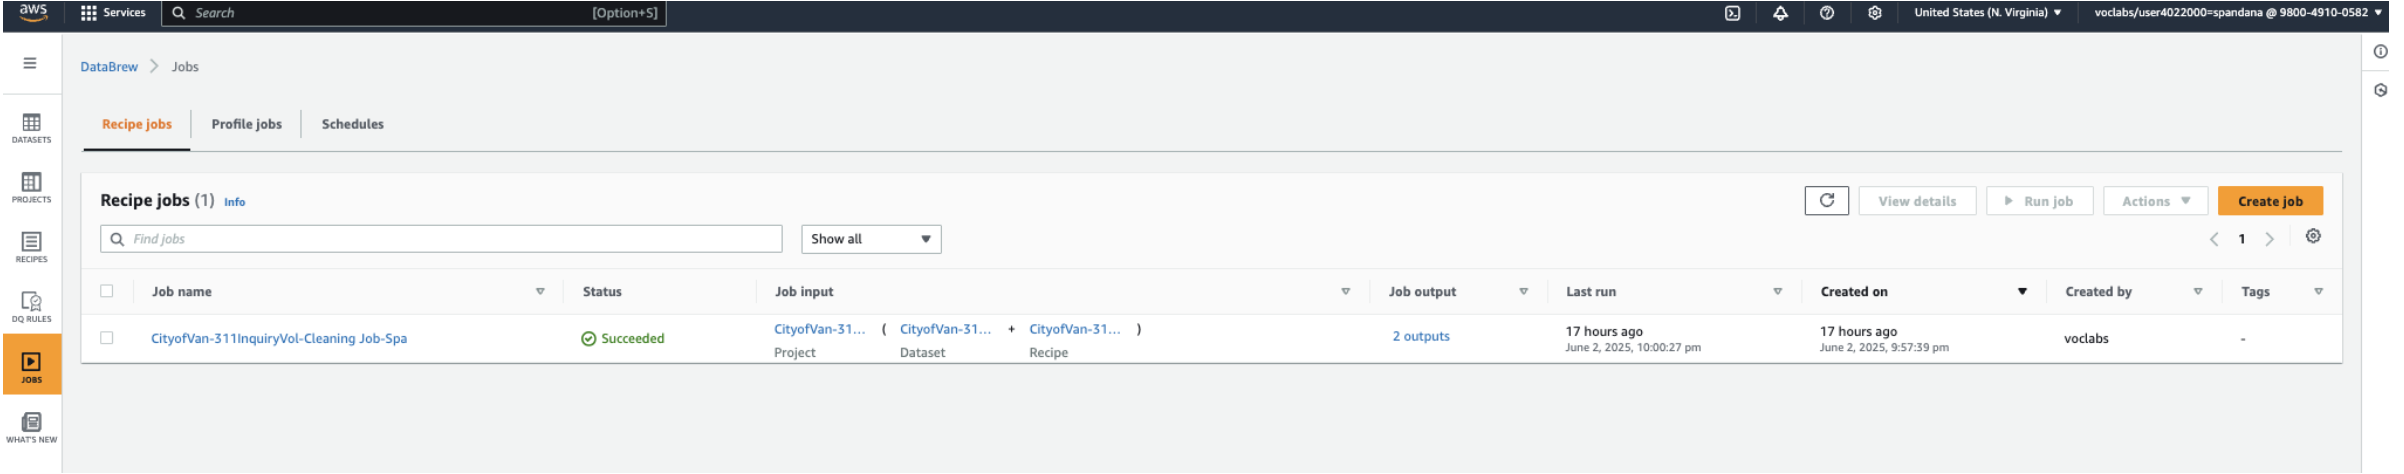 aws Services Search [Option+S] United States (N. Virginia) voclabs/user4022000=spandana @ 9800-4910-0582
DataBrew Jobs
DATASETS
PROJECTS
RECIPES
DQ RULES
JOBS
WHAT'S NEW
Recipe jobs Profile jobs Schedules
Recipe jobs (1) Info View details Run job Actions Create job
Find jobs Show all 1
Job name Status Job input Job output Last run Created on Created by Tags
CityofVan-311InquiryVol-Cleaning Job-Spa Succeeded CityofVan-31... ( CityofVan-31... + CityofVan-31... ) 2 outputs 17 hours ago 17 hours ago voclabs -
Project Dataset Recipe June 2, 2025, 10:00:27 pm June 2, 2025, 9:57:39 pm